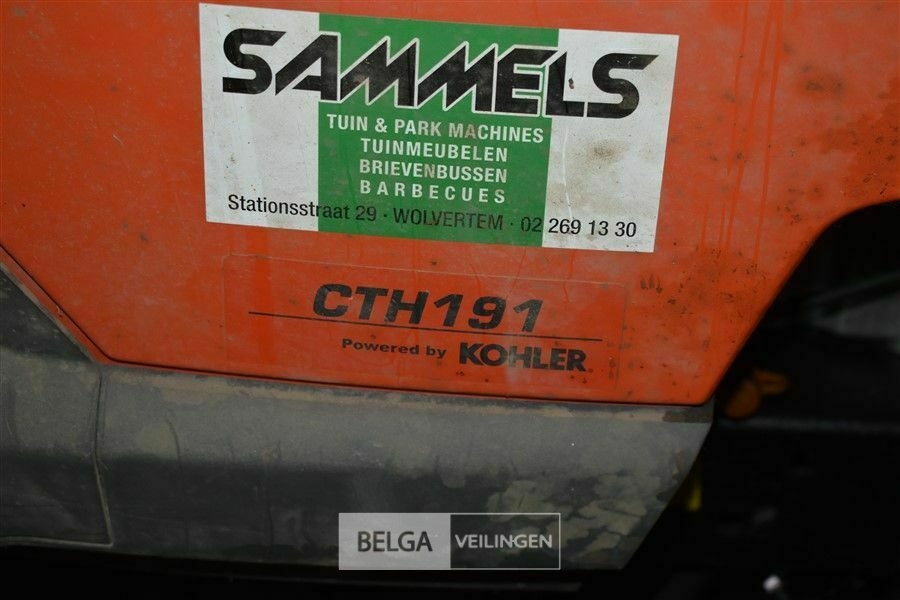 SAMMELS
TUIN & PARK MACHINES
TUINMEUBELEN
BRIEVENBUSSEN
BARBECUES
Stationsstraat 29 · WOLVERTEM · 02 269 13 30
CTH191
Powered by KOHLER
BELGA VEILINGEN